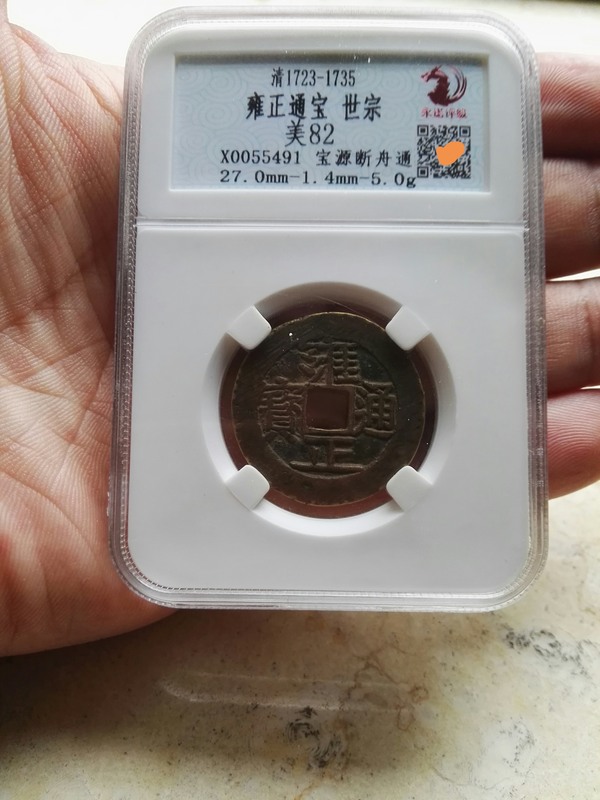 清1723-1735
雍正通宝 世宗
美82
X0055491 宝源断舟通
27.0mm-1.4mm-5.0g
雍
通
正